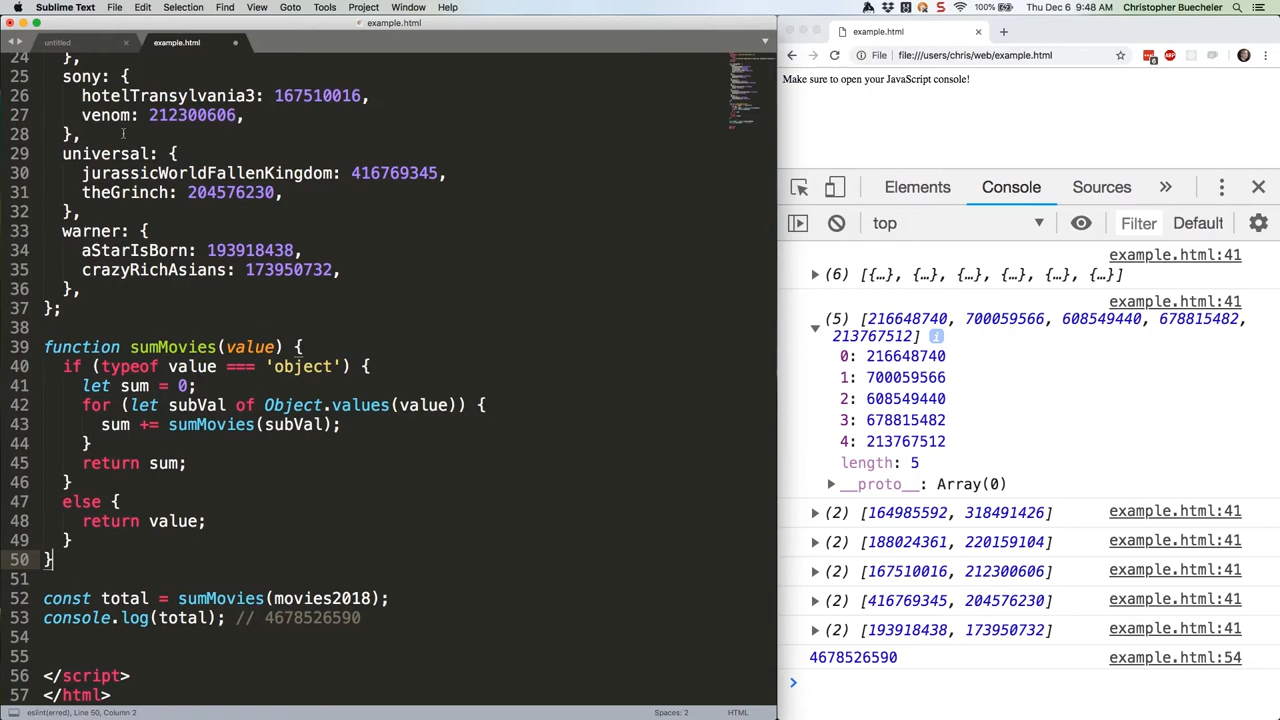 Sublime Text File Edit Selection Find View Goto Tools Project Window Help 100% Thu Dec 6 9:48 AM Christopher Buecheler
example.html
untitled × example.html
24 },
25 sony: {
26 hotelTransylvania3: 167510016,
27 venom: 212300606,
28 },
29 universal: {
30 jurassicWorldFallenKingdom: 416769345,
31 theGrinch: 204576230,
32 },
33 warner: {
34 aStarIsBorn: 193918438,
35 crazyRichAsians: 173950732,
36 },
37 };
38
39 function sumMovies(value) {
40 if (typeof value === 'object') {
41 let sum = 0;
42 for (let subVal of Object.values(value)) {
43 sum += sumMovies(subVal);
44 }
45 return sum;
46 }
47 else {
48 return value;
49 }
50 }
51
52 const total = sumMovies(movies2018);
53 console.log(total); // 4678526590
54
55
56 </script>
57 </html>
eslint(erred), Line 50, Column 2 Spaces: 2 HTML
example.html
File file:///users/chris/web/example.html
Make sure to open your JavaScript console!
Elements Console Sources »
top Filter Default
example.html:41
(6) [{…}, {…}, {…}, {…}, {…}, {…}]
example.html:41
(5) [216648740, 700059566, 608549440, 678815482,
213767512] i
0: 216648740
1: 700059566
2: 608549440
3: 678815482
4: 213767512
length: 5
__proto__: Array(0)
(2) [164985592, 318491426] example.html:41
(2) [188024361, 220159104] example.html:41
(2) [167510016, 212300606] example.html:41
(2) [416769345, 204576230] example.html:41
(2) [193918438, 173950732] example.html:41
4678526590 example.html:54